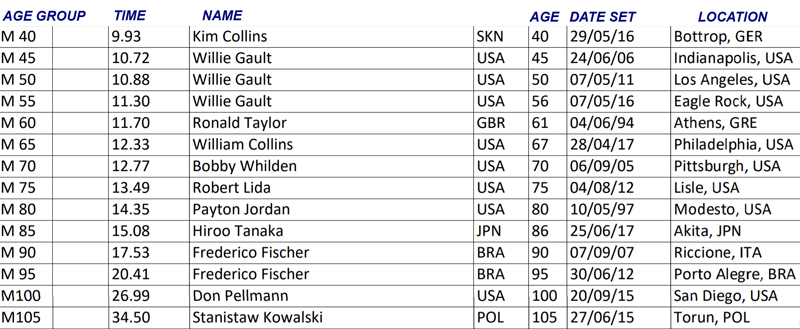 AGE GROUP TIME NAME AGE DATE SET LOCATION
M 40 9.93 Kim Collins SKN 40 29/05/16 Bottrop, GER
M 45 10.72 Willie Gault USA 45 24/06/06 Indianapolis, USA
M 50 10.88 Willie Gault USA 50 07/05/11 Los Angeles, USA
M 55 11.30 Willie Gault USA 56 07/05/16 Eagle Rock, USA
M 60 11.70 Ronald Taylor GBR 61 04/06/94 Athens, GRE
M 65 12.33 William Collins USA 67 28/04/17 Philadelphia, USA
M 70 12.77 Bobby Whilden USA 70 06/09/05 Pittsburgh, USA
M 75 13.49 Robert Lida USA 75 04/08/12 Lisle, USA
M 80 14.35 Payton Jordan USA 80 10/05/97 Modesto, USA
M 85 15.08 Hiroo Tanaka JPN 86 25/06/17 Akita, JPN
M 90 17.53 Frederico Fischer BRA 90 07/09/07 Riccione, ITA
M 95 20.41 Frederico Fischer BRA 95 30/06/12 Porto Alegre, BRA
M100 26.99 Don Pellmann USA 100 20/09/15 San Diego, USA
M105 34.50 Stanistaw Kowalski POL 105 27/06/15 Torun, POL